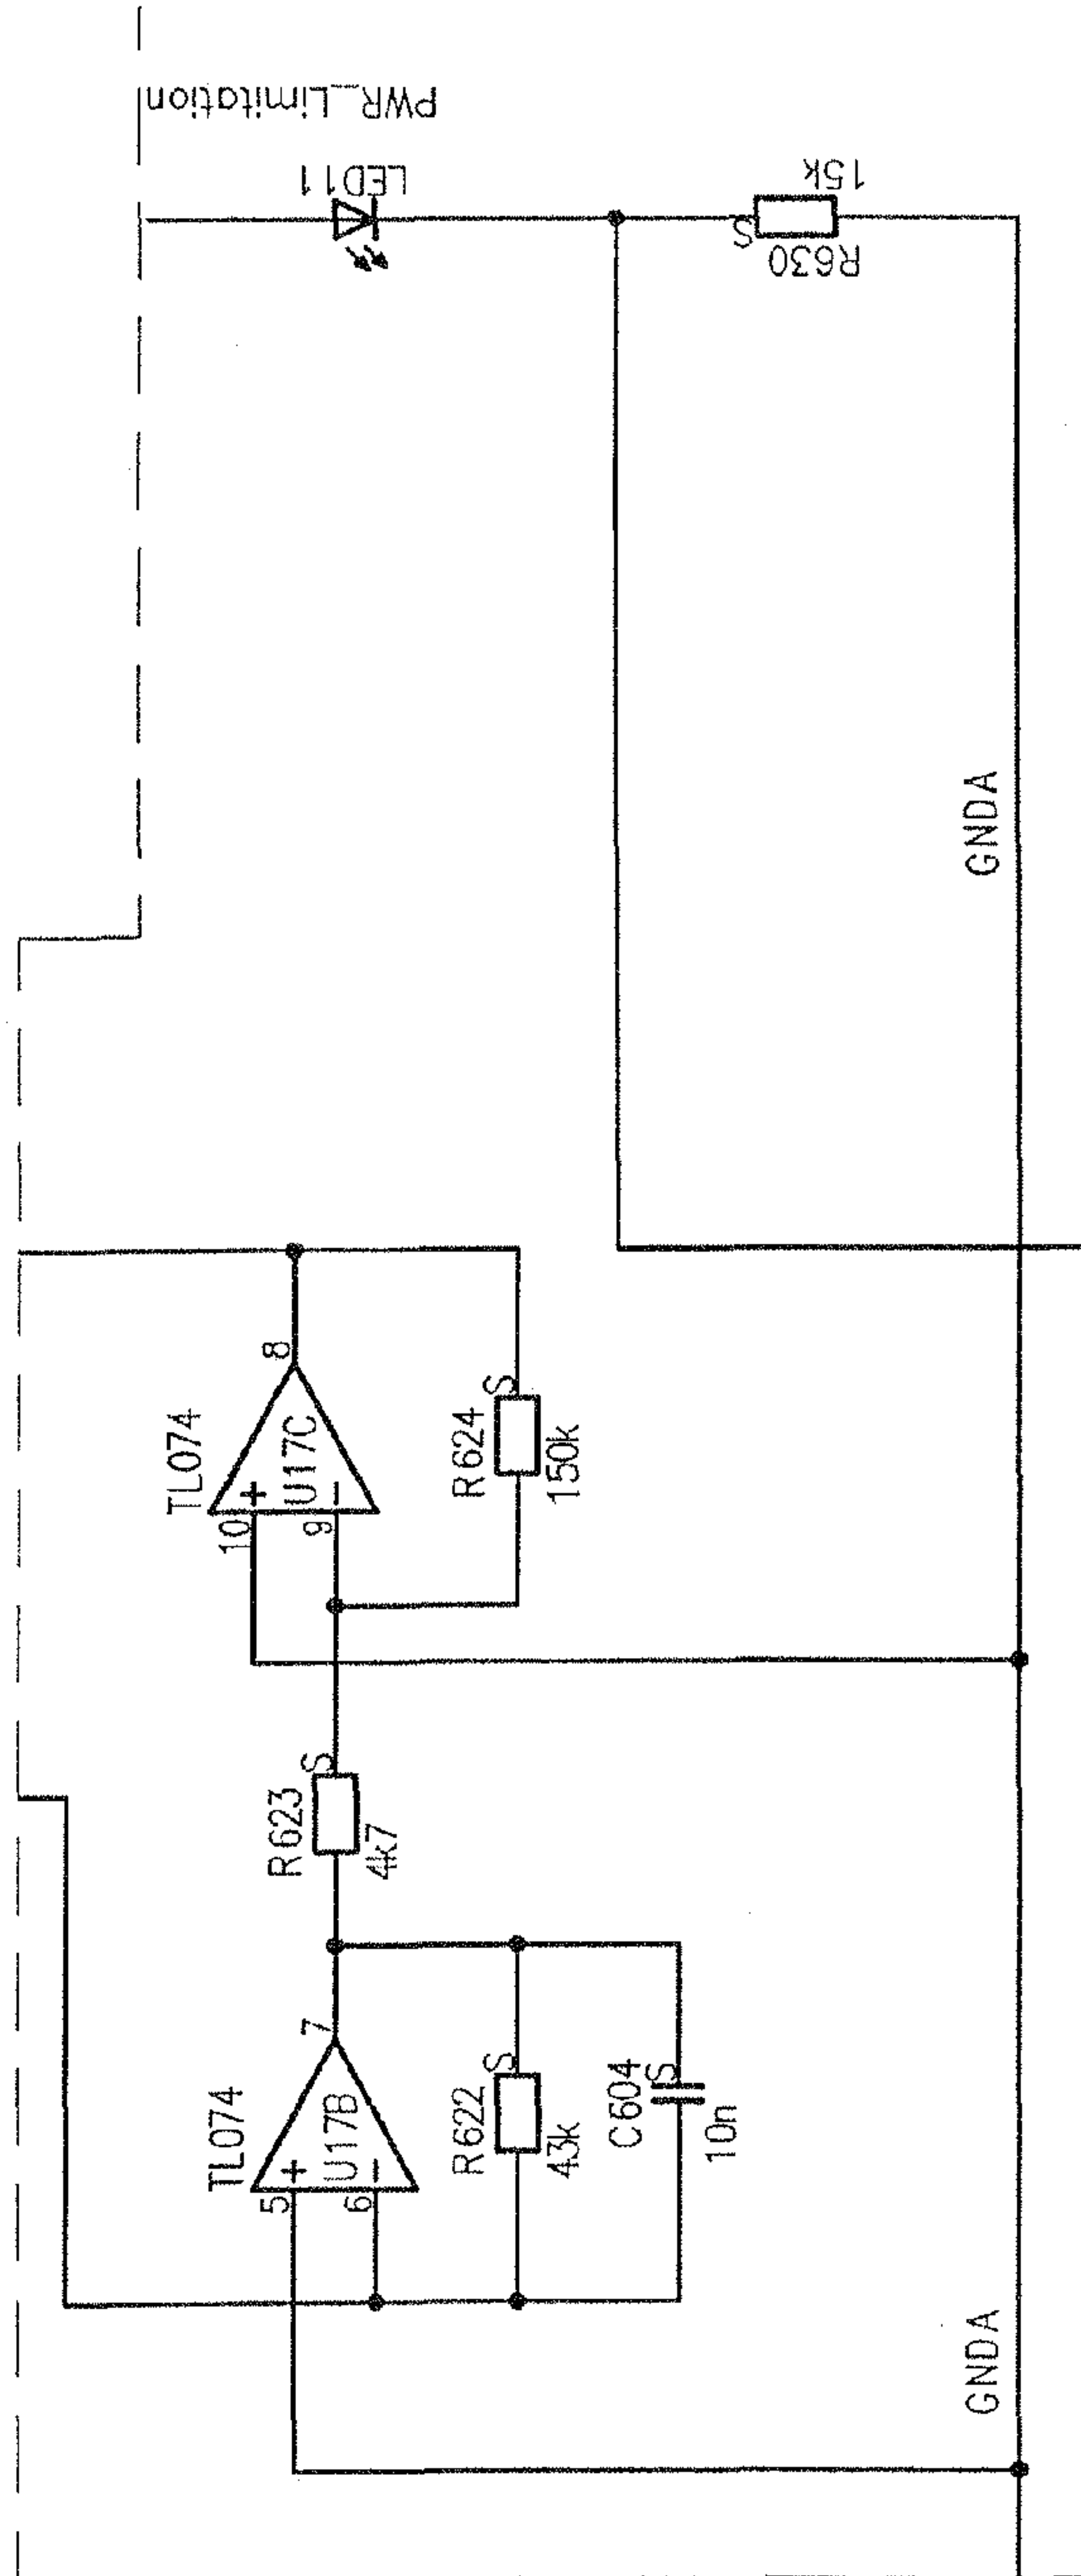 PWR_Limitation
LED11
15k
S
R630
GNDA
8
TL074
U17C
+
-
10
9
S
R624
150k
S
R623
4k7
7
TL074
U17B
+
-
5
6
S
R622
43k
S
C604
10n
GNDA